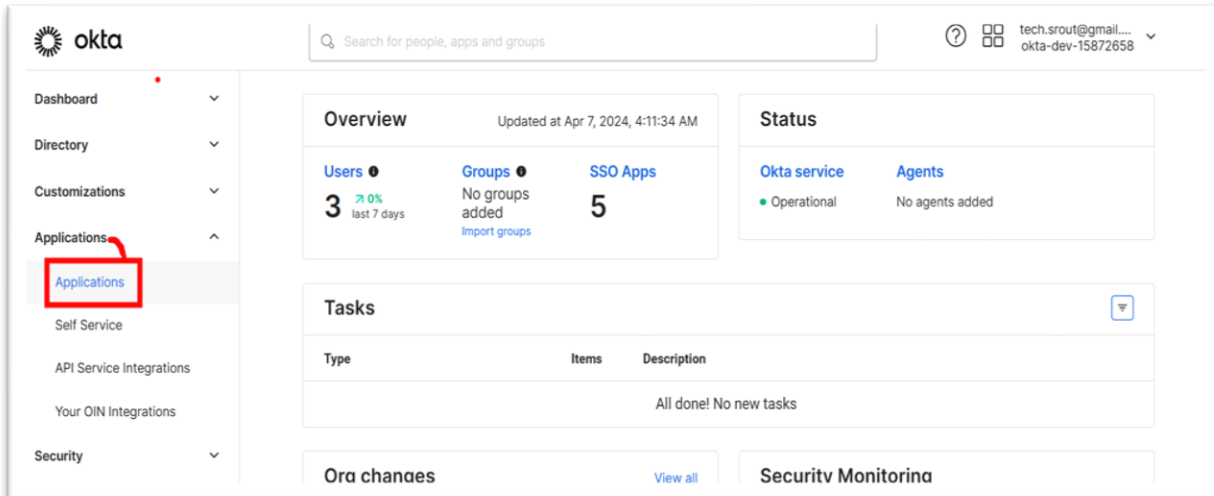 okta
Search for people, apps and groups
tech.srout@gmail....
okta-dev-15872658
Dashboard
Directory
Customizations
Applications
Applications
Self Service
API Service Integrations
Your OIN Integrations
Security
Overview
Updated at Apr 7, 2024, 4:11:34 AM
Users
3
0%
last 7 days
Groups
No groups
added
Import groups
SSO Apps
5
Status
Okta service
Operational
Agents
No agents added
Tasks
Type Items Description
All done! No new tasks
Org changes
View all
Security Monitoring